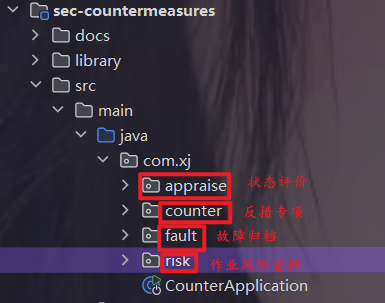 sec-countermeasures
docs
library
src
main
java
com.xj
appraise 状态评价
counter 反措专项
fault 故障归档
risk 作业风险管控
CounterApplication